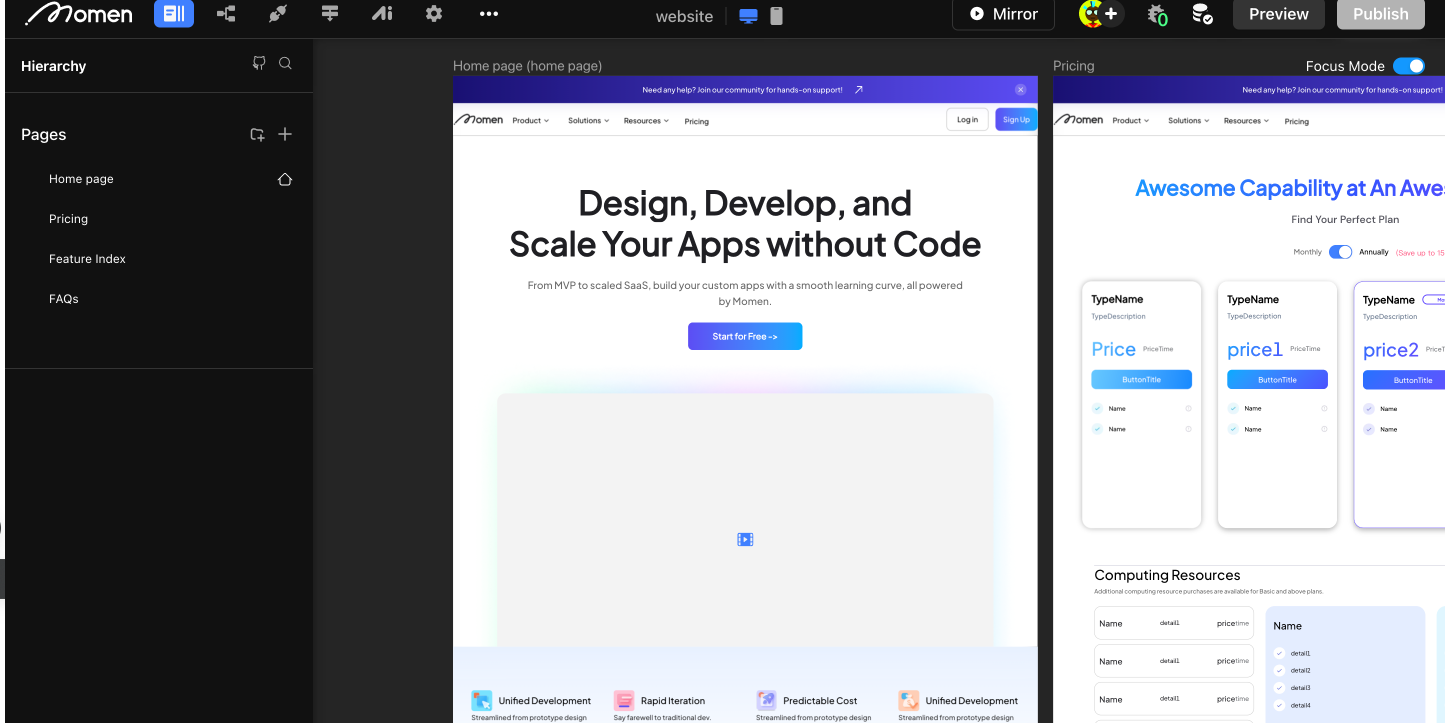 Momen
Ai
website
Mirror
0
Preview
Publish
Hierarchy
Pages
Home page
Pricing
Feature Index
FAQs
Home page (home page)
Need any help? Join our community for hands-on support!
Momen Product Solutions Resources Pricing Log in Sign Up
Design, Develop, and
Scale Your Apps without Code
From MVP to scaled SaaS, build your custom apps with a smooth learning curve, all powered
by Momen.
Start for Free ->
Unified Development
Streamlined from prototype design
Rapid Iteration
Say farewell to traditional dev.
Predictable Cost
Streamlined from prototype design
Unified Development
Streamlined from prototype design
Pricing
Focus Mode
Need any help? Join our community for hands-on support!
Momen Product Solutions Resources Pricing
Awesome Capability at An Awes
Find Your Perfect Plan
Monthly Annually (Save up to 15
TypeName
TypeDescription
Price PriceTime
ButtonTitle
Name
Name
TypeName
TypeDescription
price1 PriceTime
ButtonTitle
Name
Name
TypeName Mo
TypeDescription
price2 PriceT
ButtonTitle
Name
Name
Computing Resources
Additional computing resource purchases are available for Basic and above plans.
Name detail1 pricetime
Name detail1 pricetime
Name detail1 pricetime
Name
detail1
detail2
detail3
detail4